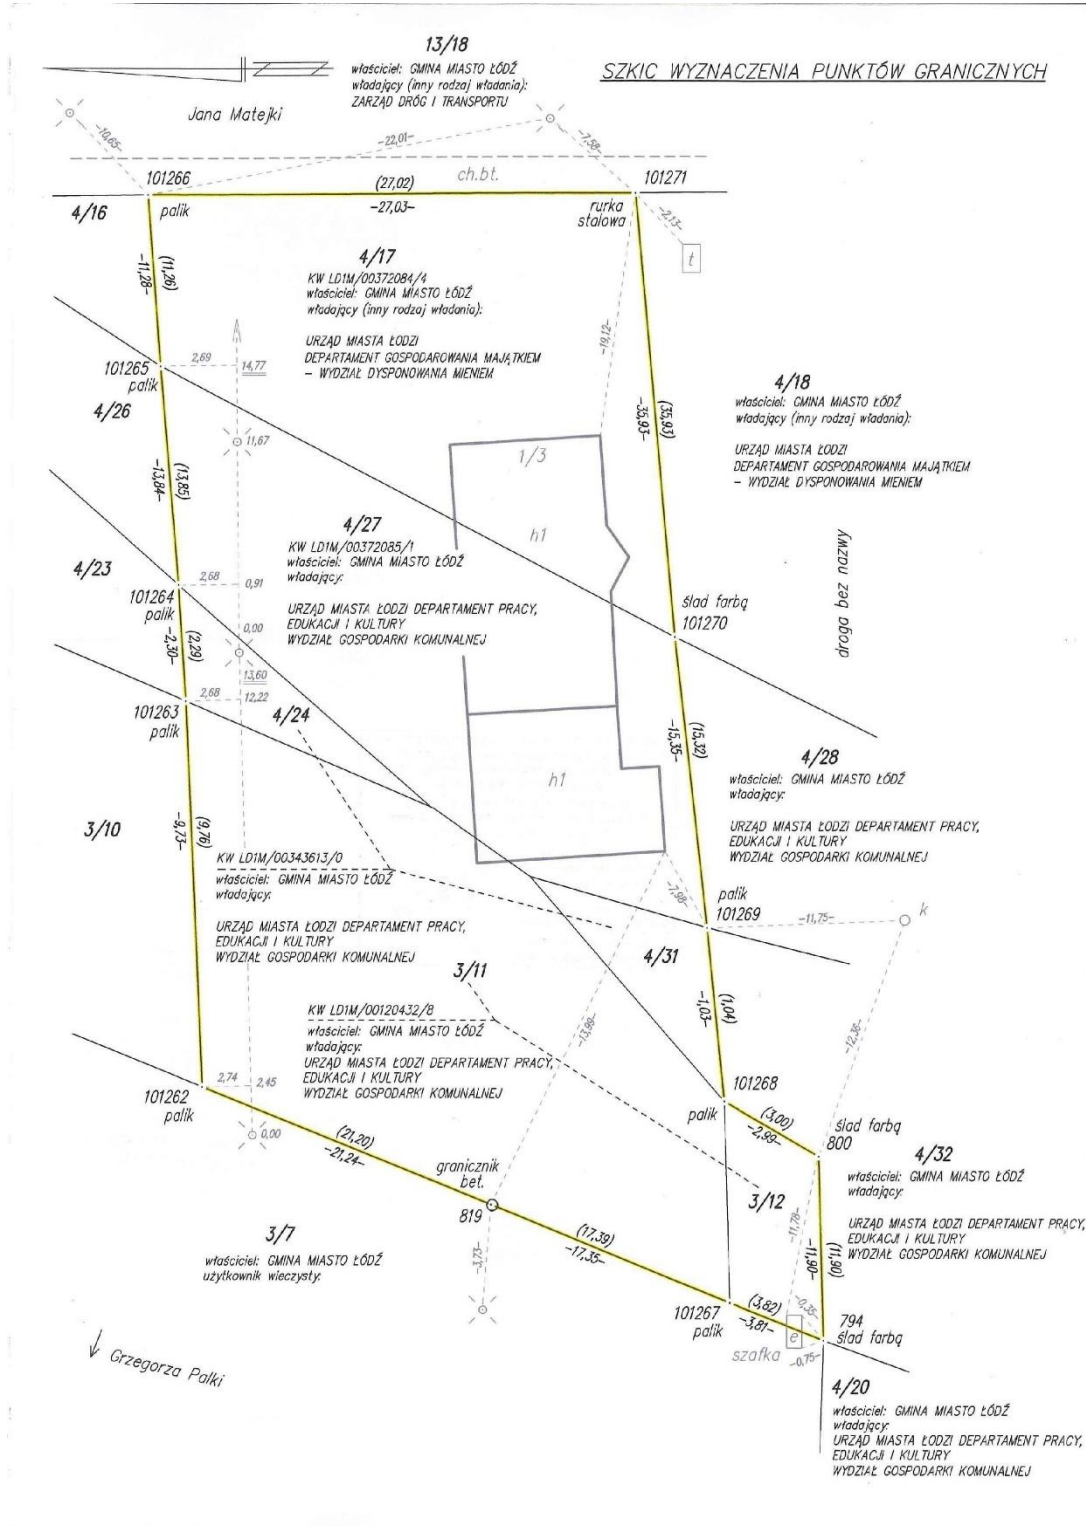 13/18
właściciel: GMINA MIASTO ŁÓDŹ
władający (inny rodzaj władania):
ZARZĄD DRÓG I TRANSPORTU
SZKIC WYZNACZENIA PUNKTÓW GRANICZNYCH
Jana Matejki
-10,65-
-22,01-
-7,58-
ch.bt.
101266
(27,02)
101271
4/16
palik
-27,03-
rurka
stalowa
-2,13-
t
-11,28-
(11,26)
4/17
KW LD1M/00372084/4
właściciel: GMINA MIASTO ŁÓDŹ
władający (inny rodzaj władania):
URZĄD MIASTA ŁODZI
DEPARTAMENT GOSPODAROWANIA MAJĄTKIEM
– WYDZIAŁ DYSPONOWANIA MIENIEM
-19,12-
101265
palik
2,69
14,77
4/26
11,67
-35,93-
(35,93)
4/18
właściciel: GMINA MIASTO ŁÓDŹ
władający (inny rodzaj władania):
URZĄD MIASTA ŁODZI
DEPARTAMENT GOSPODAROWANIA MAJĄTKIEM
– WYDZIAŁ DYSPONOWANIA MIENIEM
1/3
h1
-13,84-
(13,85)
4/27
KW LD1M/00372085/1
właściciel: GMINA MIASTO ŁÓDŹ
władający:
URZĄD MIASTA ŁODZI DEPARTAMENT PRACY,
EDUKACJI I KULTURY
WYDZIAŁ GOSPODARKI KOMUNALNEJ
4/23
2,68
0,91
101264
palik
droga bez nazwy
ślad farbą
101270
-2,30-
(2,29)
0,00
13,60
2,68
12,22
101263
palik
4/24
-15,35-
(15,32)
4/28
właściciel: GMINA MIASTO ŁÓDŹ
władający:
URZĄD MIASTA ŁODZI DEPARTAMENT PRACY,
EDUKACJI I KULTURY
WYDZIAŁ GOSPODARKI KOMUNALNEJ
h1
3/10
-9,73-
(9,76)
KW LD1M/00343613/0
właściciel: GMINA MIASTO ŁÓDŹ
władający:
URZĄD MIASTA ŁODZI DEPARTAMENT PRACY,
EDUKACJI I KULTURY
WYDZIAŁ GOSPODARKI KOMUNALNEJ
-7,98-
palik
101269
-11,75-
k
4/31
3/11
KW LD1M/00120432/8
właściciel: GMINA MIASTO ŁÓDŹ
władający:
URZĄD MIASTA ŁODZI DEPARTAMENT PRACY,
EDUKACJI I KULTURY
WYDZIAŁ GOSPODARKI KOMUNALNEJ
-13,99-
-1,03-
(1,04)
-12,36-
2,74
2,45
101262
palik
0,00
101268
palik
(3,00)
-2,99-
ślad farbą
800
4/32
właściciel: GMINA MIASTO ŁÓDŹ
władający:
URZĄD MIASTA ŁODZI DEPARTAMENT PRACY,
EDUKACJI I KULTURY
WYDZIAŁ GOSPODARKI KOMUNALNEJ
(21,20)
-21,24-
granicznik
bet.
819
3/12
-11,78-
-11,90-
(11,90)
3/7
właściciel: GMINA MIASTO ŁÓDŹ
użytkownik wieczysty:
-3,73-
(17,39)
-17,35-
101267
palik
(3,82)
-3,81-
-0,35-
e
szafka
-0,75-
794
ślad farbą
Grzegorza Palki
4/20
właściciel: GMINA MIASTO ŁÓDŹ
władający:
URZĄD MIASTA ŁODZI DEPARTAMENT PRACY,
EDUKACJI I KULTURY
WYDZIAŁ GOSPODARKI KOMUNALNEJ